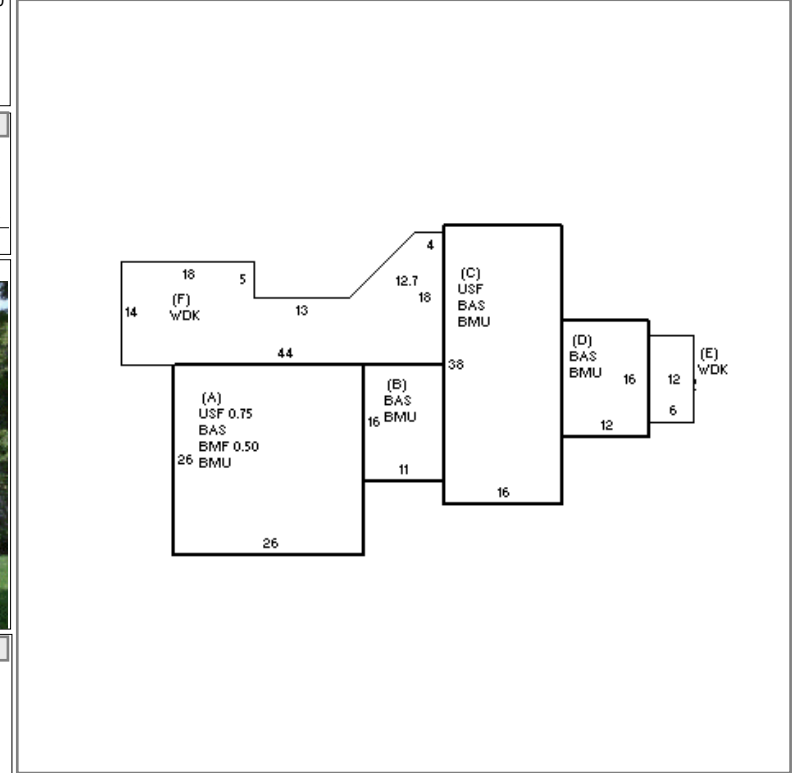 4
(C)
USF
BAS
BMU
18
5
12.7
(F)
WDK
18
14
13
(D)
BAS
BMU
44
(E)
WDK
38
(B)
BAS
BMU
16
12
(A)
USF 0.75
BAS
BMF 0.50
BMU
6
16
12
26
11
16
26